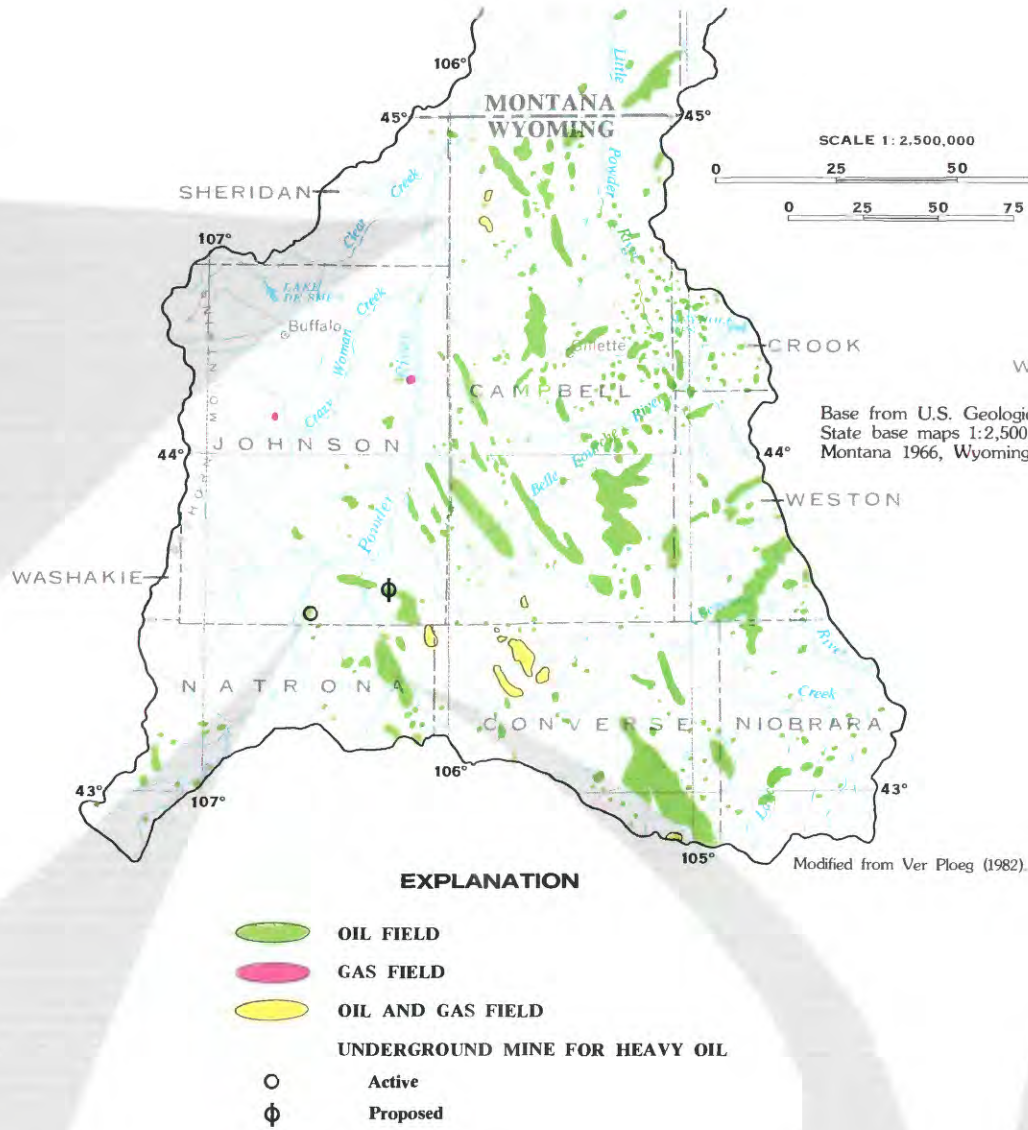 106°
Little
MONTANA
45°
45°
WYOMING
SCALE 1:2,500,000
0 25 50
0 25 50 75
Powder
River
SHERIDAN
Clear Creek
107°
LAKE
Buffalo
Crazy Woman Creek
River
Gillette
CROOK
W
CAMPBELL
JOHNSON
HORN
Base from U.S. Geologic
State base maps 1:2,500
Montana 1966, Wyoming
44°
44°
Belle Fourche River
WESTON
Powder
WASHAKIE
River
NATRONA
Creek
CONVERSE
NIOBRARA
43°
107°
106°
43°
105°
Modified from Ver Ploeg (1982).
EXPLANATION
OIL FIELD
GAS FIELD
OIL AND GAS FIELD
UNDERGROUND MINE FOR HEAVY OIL
Active
Proposed